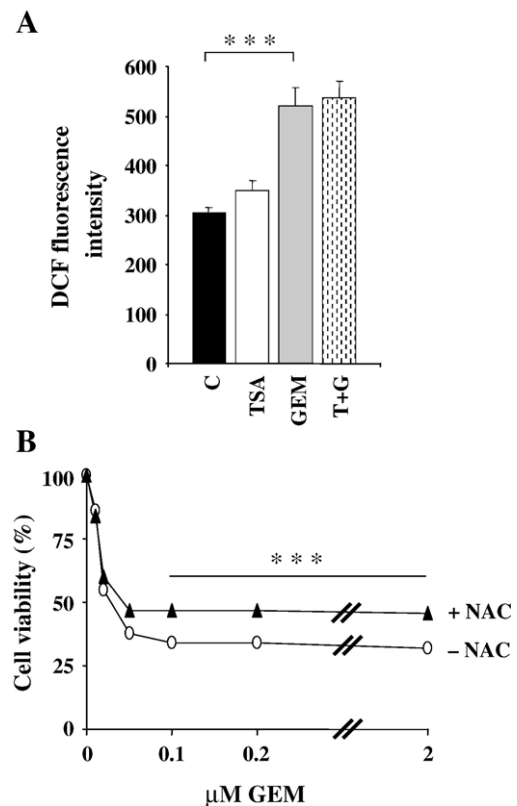 A
* * *
600
500
400
300
200
100
0
DCF fluorescence
intensity
C
TSA
GEM
T+G
B
100
75
50
25
0
Cell viability (%)
* * *
+ NAC
– NAC
0
0.1
0.2
2
μM GEM